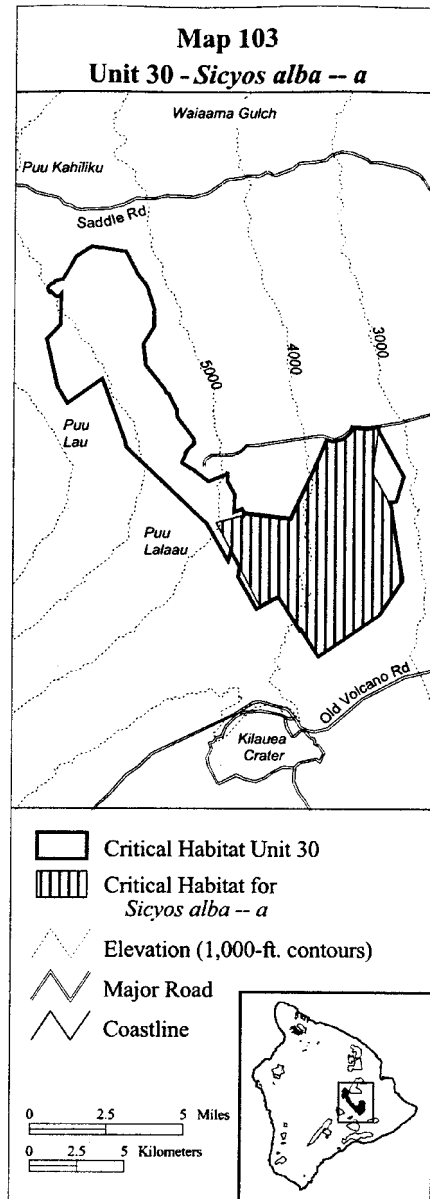 Map 103
Unit 30 - Sicyos alba -- a
Waiaama Gulch
Puu Kahiliku
Saddle Rd
5000
4000
3000
Puu
Lau
Puu
Lalaau
Old Volcano Rd
Kilauea
Crater
Critical Habitat Unit 30
Critical Habitat for
Sicyos alba -- a
Elevation (1,000-ft. contours)
Major Road
Coastline
0 2.5 5 Miles
0 2.5 5 Kilometers